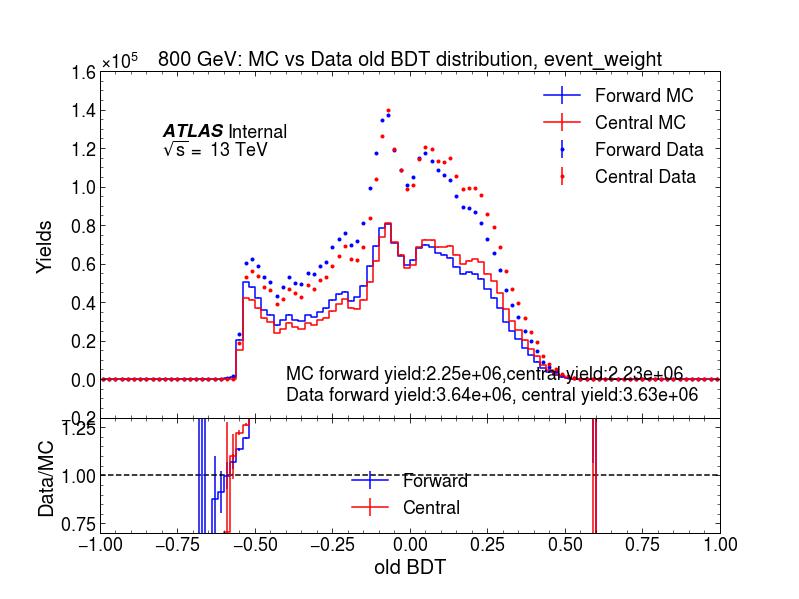 ×10⁵ 800 GeV: MC vs Data old BDT distribution, event_weight
1.6
1.4
1.2
1.0
0.8
0.6
0.4
0.2
0.0
0.2
Yields
ATLAS Internal
√s = 13 TeV
Forward MC
Central MC
Forward Data
Central Data
MC forward yield:2.25e+06,central yield:2.23e+06
Data forward yield:3.64e+06, central yield:3.63e+06
1.25
1.00
0.75
Data/MC
Forward
Central
−1.00 −0.75 −0.50 −0.25 0.00 0.25 0.50 0.75 1.00
old BDT